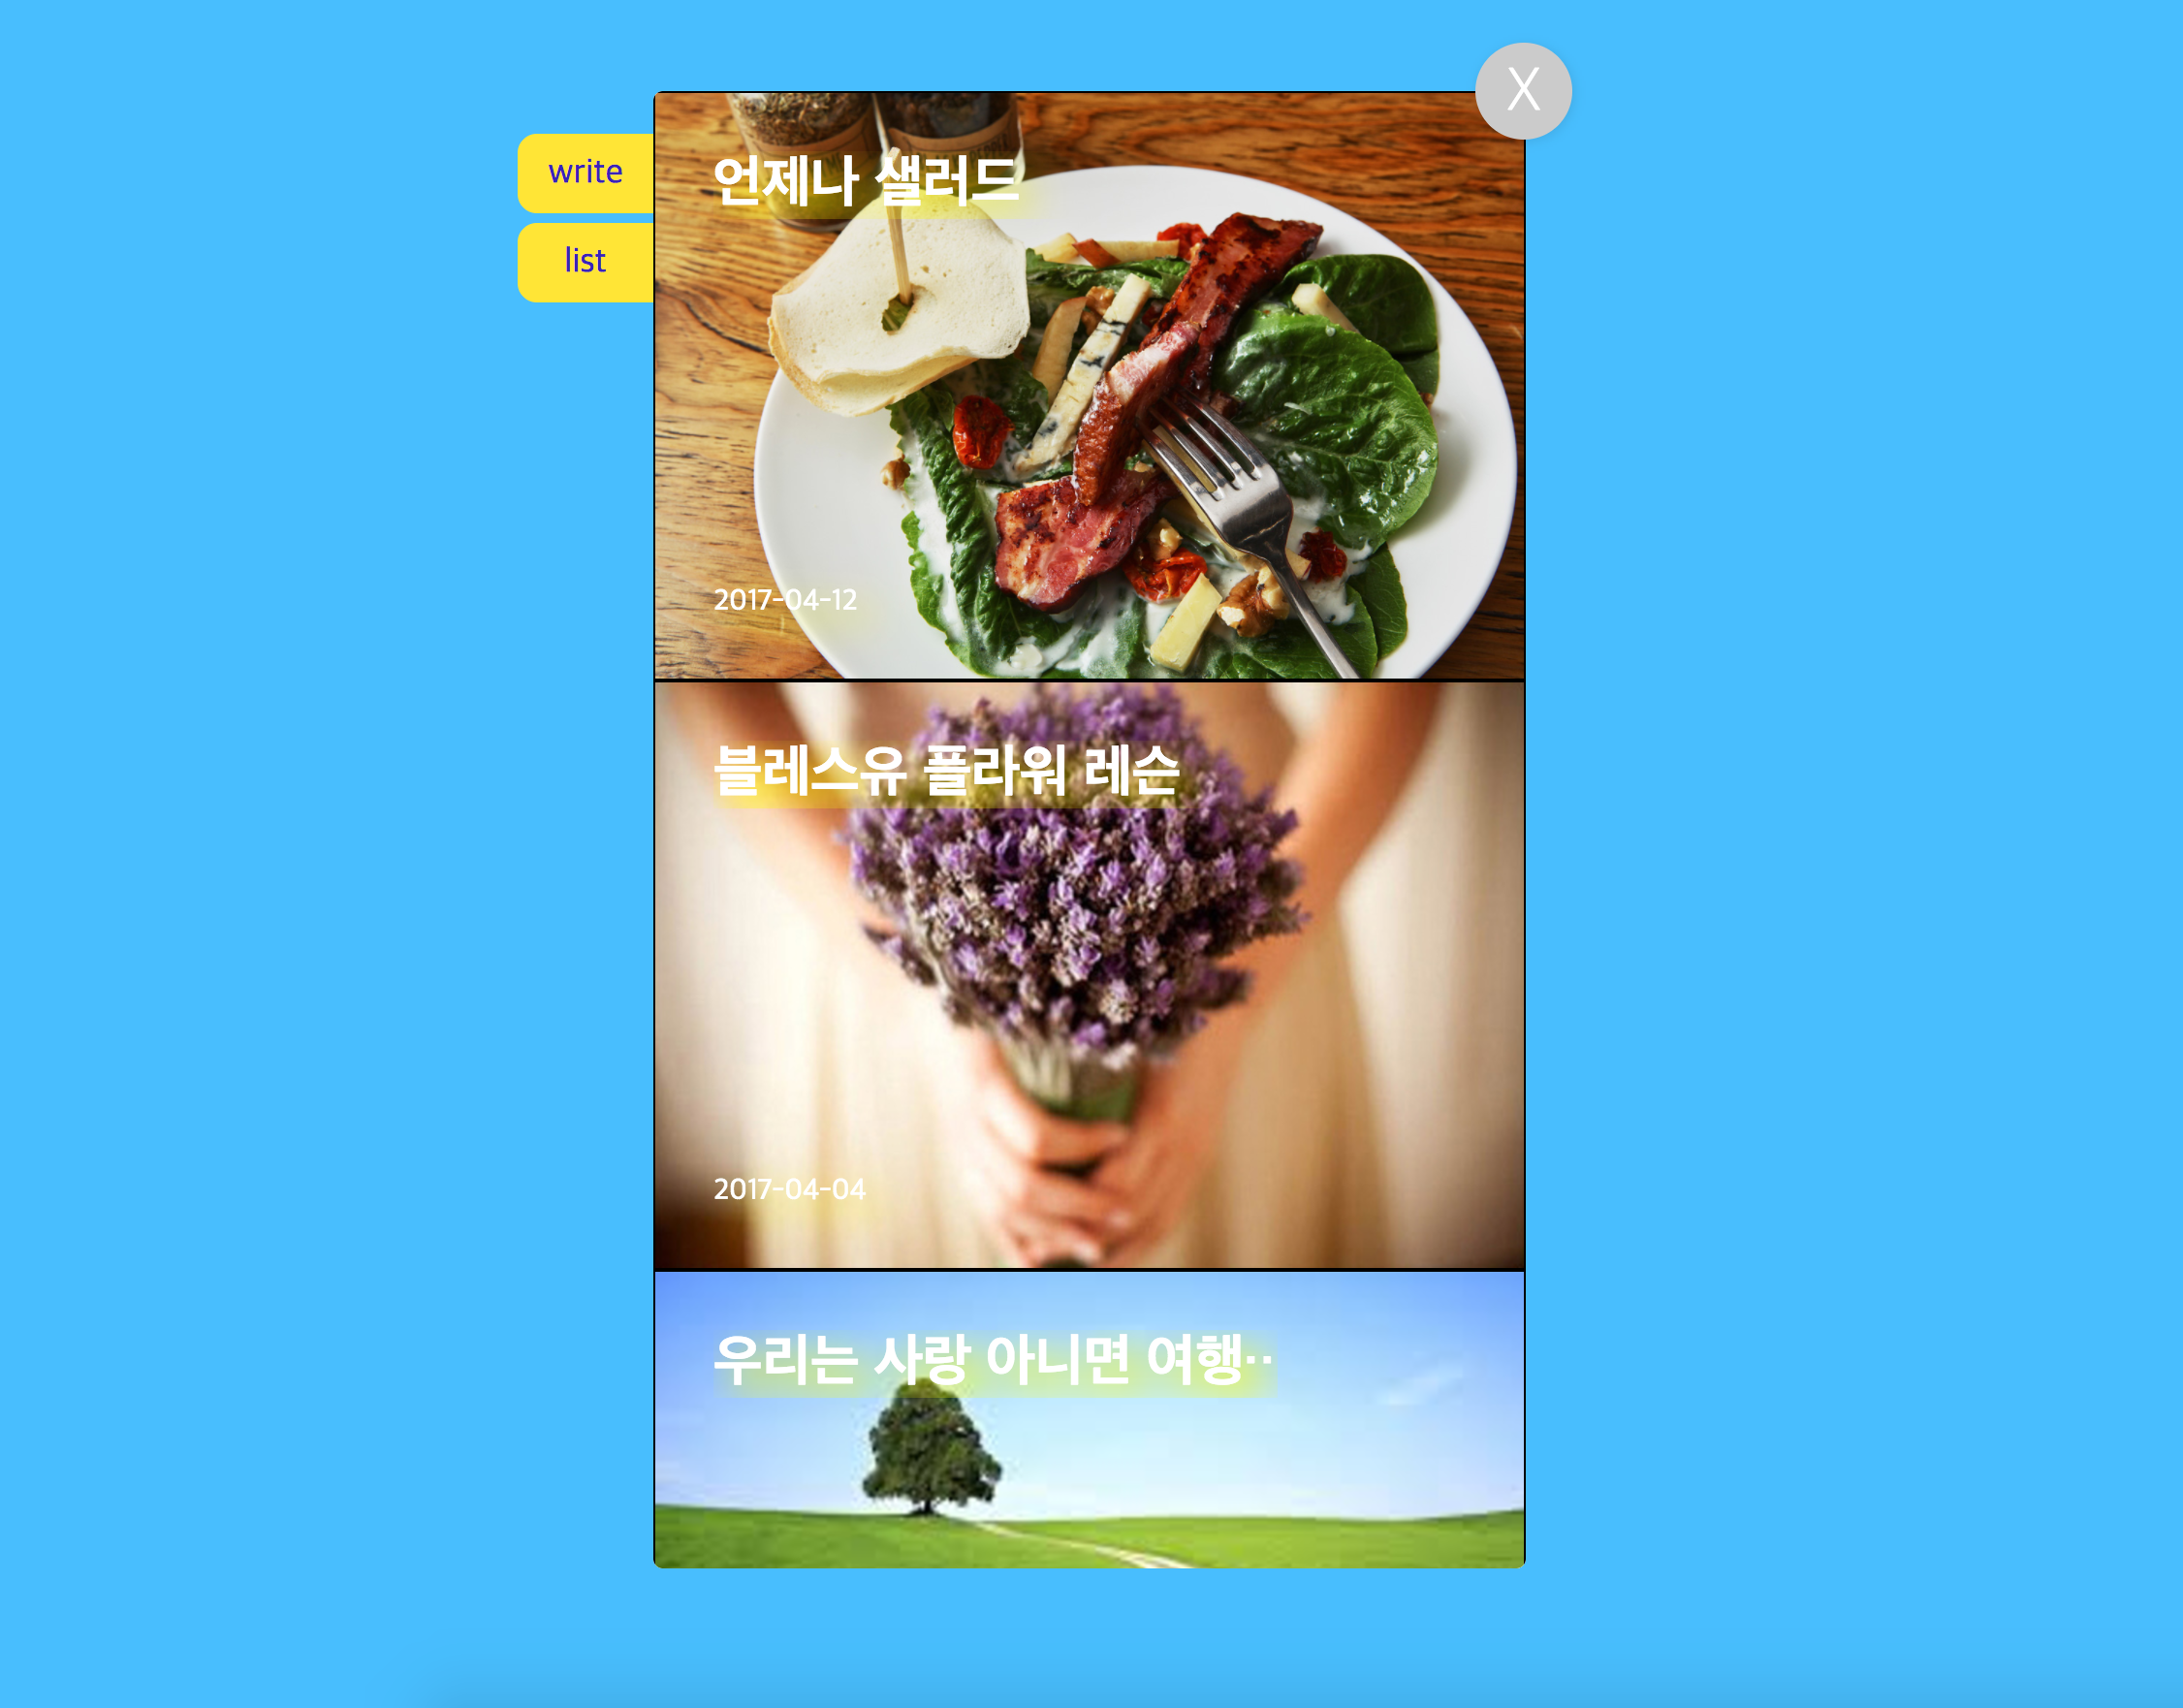 X
write
list
언제나 샐러드
2017-04-12
블레스유 플라워 레슨
2017-04-04
우리는 사랑 아니면 여행··